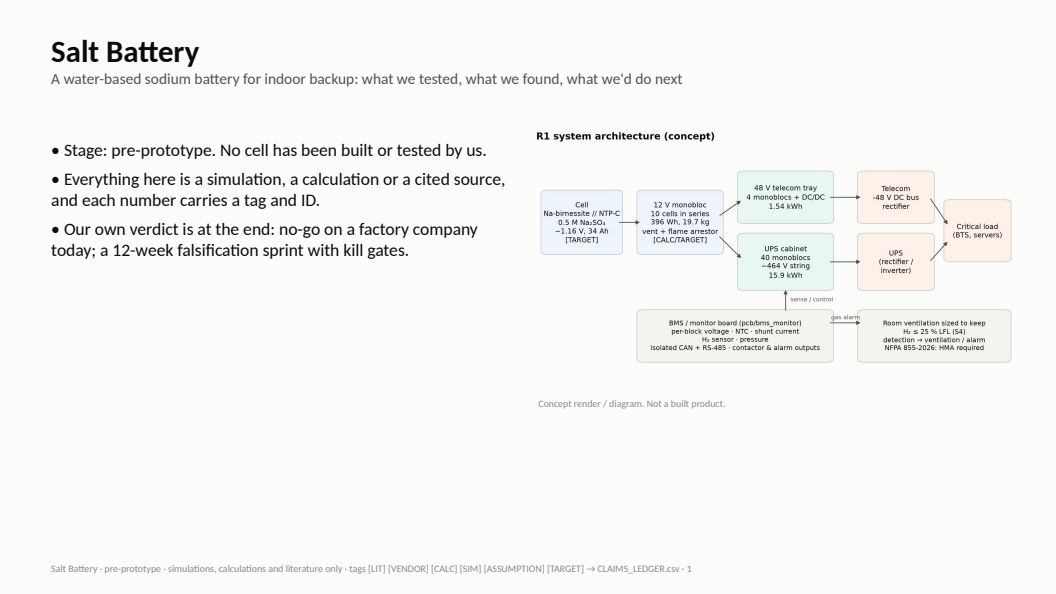 Salt Battery
A water-based sodium battery for indoor backup: what we tested, what we found, what we'd do next
• Stage: pre-prototype. No cell has been built or tested by us.
• Everything here is a simulation, a calculation or a cited source,
and each number carries a tag and ID.
• Our own verdict is at the end: no-go on a factory company
today; a 12-week falsification sprint with kill gates.
R1 system architecture (concept)
Cell
Na-birnessite // NTP-C
0.5 M Na₂SO₄
~1.16 V, 34 Ah
[TARGET]
12 V monobloc
10 cells in series
396 Wh, 19.7 kg
vent + flame arrestor
[CALC/TARGET]
48 V telecom tray
4 monoblocs + DC/DC
1.54 kWh
UPS cabinet
40 monoblocs
~464 V string
15.9 kWh
Telecom
-48 V DC bus
rectifier
UPS
(rectifier /
inverter)
Critical load
(BTS, servers)
sense / control
BMS / monitor board (pcb/bms_monitor)
per-block voltage · NTC · shunt current
H₂ sensor · pressure
isolated CAN + RS-485 · contactor & alarm outputs
gas alarm
Room ventilation sized to keep
H₂ ≤ 25 % LFL (S4)
detection → ventilation / alarm
NFPA 855-2026: HMA required
Concept render / diagram. Not a built product.
Salt Battery · pre-prototype · simulations, calculations and literature only · tags [LIT] [VENDOR] [CALC] [SIM] [ASSUMPTION] [TARGET] → CLAIMS_LEDGER.csv · 1